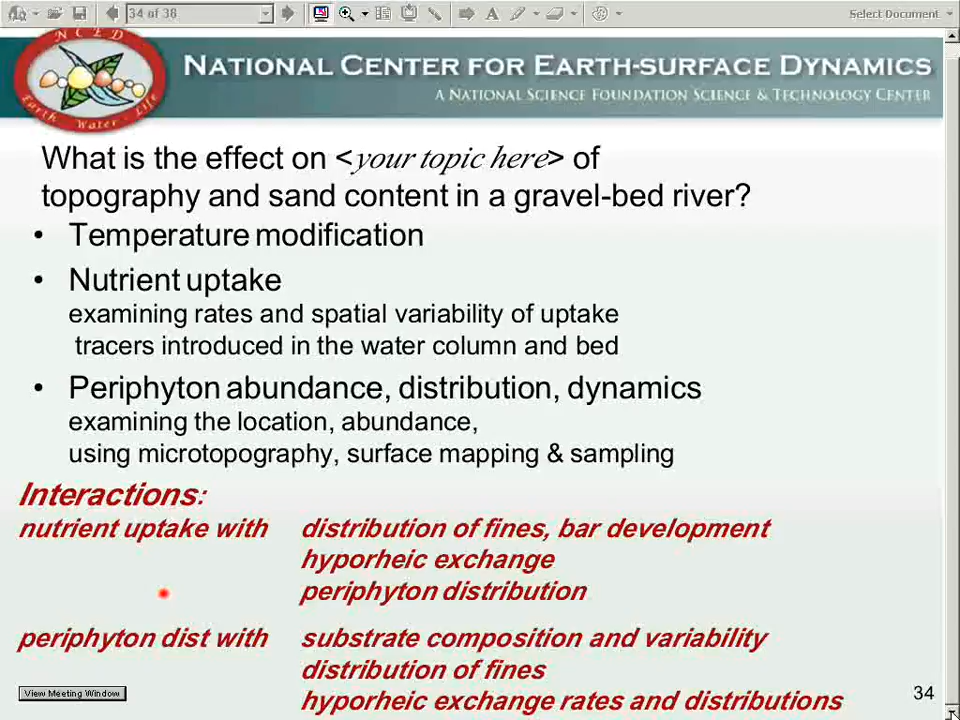 34 of 38
Select Document
NCED
Earth - Water - Life
NATIONAL CENTER FOR EARTH-SURFACE DYNAMICS
A NATIONAL SCIENCE FOUNDATION SCIENCE & TECHNOLOGY CENTER
What is the effect on <your topic here> of
topography and sand content in a gravel-bed river?
• Temperature modification
• Nutrient uptake
examining rates and spatial variability of uptake
tracers introduced in the water column and bed
• Periphyton abundance, distribution, dynamics
examining the location, abundance,
using microtopography, surface mapping & sampling
Interactions:
nutrient uptake with distribution of fines, bar development
hyporheic exchange
periphyton distribution
periphyton dist with substrate composition and variability
distribution of fines
hyporheic exchange rates and distributions
View Meeting Window
34